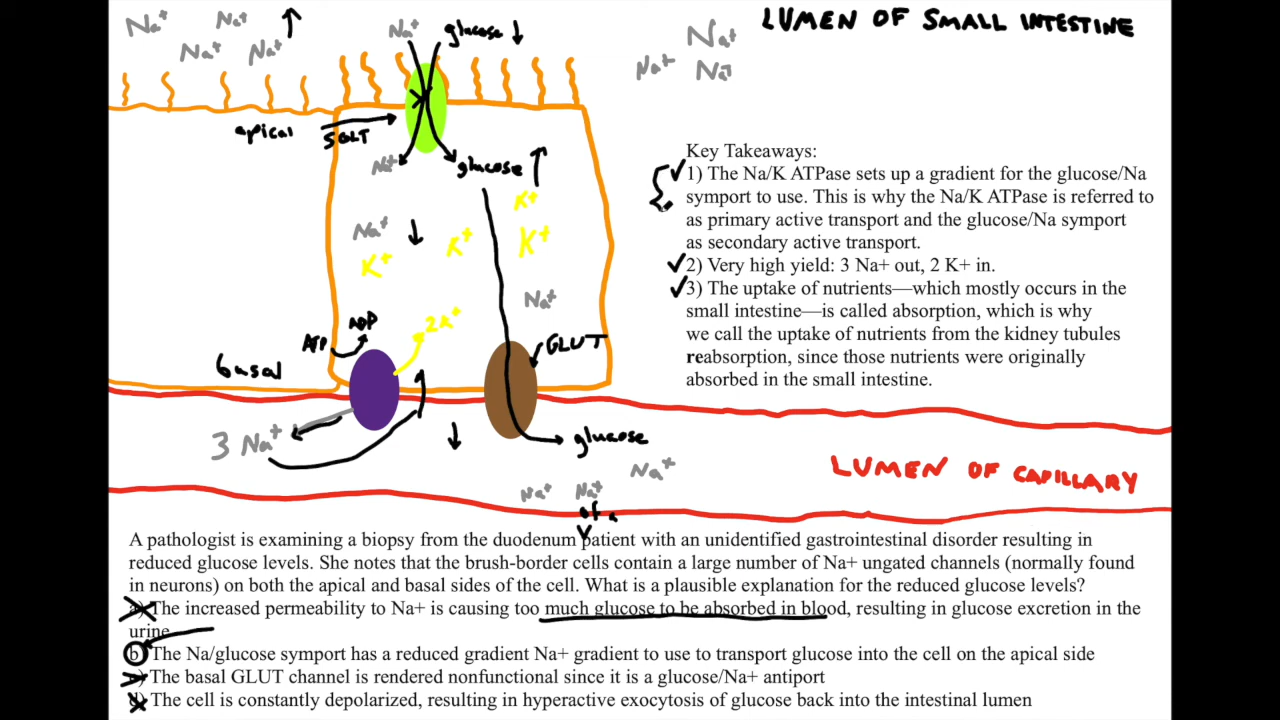 LUMEN OF SMALL INTESTINE
Na+ Na+ Na+ glucose Na+
Na+ Na+ Na+ Na+
apical SGLT
Na+ glucose
K+
Na+ K+ K+
K+
Na+
2K+
ATP ADP GLUT
basal
3 Na+ glucose
Na+
Na+ Na+
LUMEN OF CAPILLARY
Key Takeaways:
1) The Na/K ATPase sets up a gradient for the glucose/Na
symport to use. This is why the Na/K ATPase is referred to
as primary active transport and the glucose/Na symport
as secondary active transport.
2) Very high yield: 3 Na+ out, 2 K+ in.
3) The uptake of nutrients—which mostly occurs in the
small intestine—is called absorption, which is why
we call the uptake of nutrients from the kidney tubules
reabsorption, since those nutrients were originally
absorbed in the small intestine.
of a
A pathologist is examining a biopsy from the duodenum patient with an unidentified gastrointestinal disorder resulting in
reduced glucose levels. She notes that the brush-border cells contain a large number of Na+ ungated channels (normally found
in neurons) on both the apical and basal sides of the cell. What is a plausible explanation for the reduced glucose levels?
a) The increased permeability to Na+ is causing too much glucose to be absorbed in blood, resulting in glucose excretion in the
urine
b) The Na/glucose symport has a reduced gradient Na+ gradient to use to transport glucose into the cell on the apical side
c) The basal GLUT channel is rendered nonfunctional since it is a glucose/Na+ antiport
d) The cell is constantly depolarized, resulting in hyperactive exocytosis of glucose back into the intestinal lumen